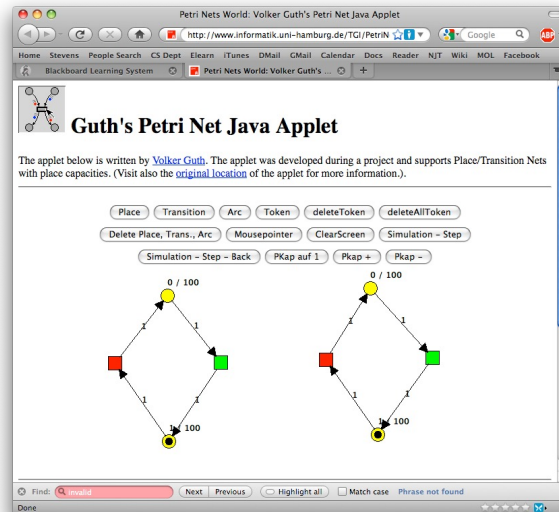 Petri Nets World: Volker Guth's Petri Net Java Applet
http://www.informatik.uni-hamburg.de/TGI/PetriN
Google
ABP
Home Stevens People Search CS Dept Elearn iTunes DMail GMail Calendar Docs Reader NJT Wiki MOL Facebook
Blackboard Learning System
Petri Nets World: Volker Guth's ...
Guth's Petri Net Java Applet
The applet below is written by Volker Guth. The applet was developed during a project and supports Place/Transition Nets
with place capacities. (Visit also the original location of the applet for more information.).
Place Transition Arc Token deleteToken deleteAllToken
Delete Place, Trans., Arc Mousepointer ClearScreen Simulation - Step
Simulation - Step - Back PKap auf 1 Pkap + Pkap -
0 / 100 0 / 100
1 1 1 1
1 1 1 1
1 100 1 100
Find: invalid Next Previous Highlight all Match case Phrase not found
Done